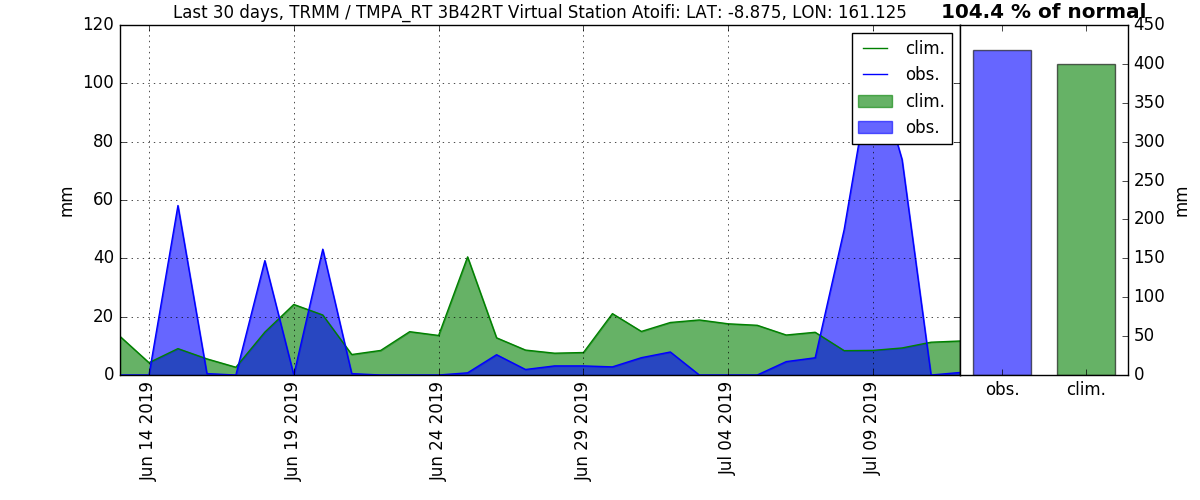 Last 30 days, TRMM / TMPA_RT 3B42RT Virtual Station Atoifi: LAT: -8.875, LON: 161.125
104.4 % of normal
120
100
80
60
40
20
0
mm
clim.
obs.
clim.
obs.
Jun 14 2019
Jun 19 2019
Jun 24 2019
Jun 29 2019
Jul 04 2019
Jul 09 2019
450
400
350
300
250
200
150
100
50
0
mm
obs.
clim.